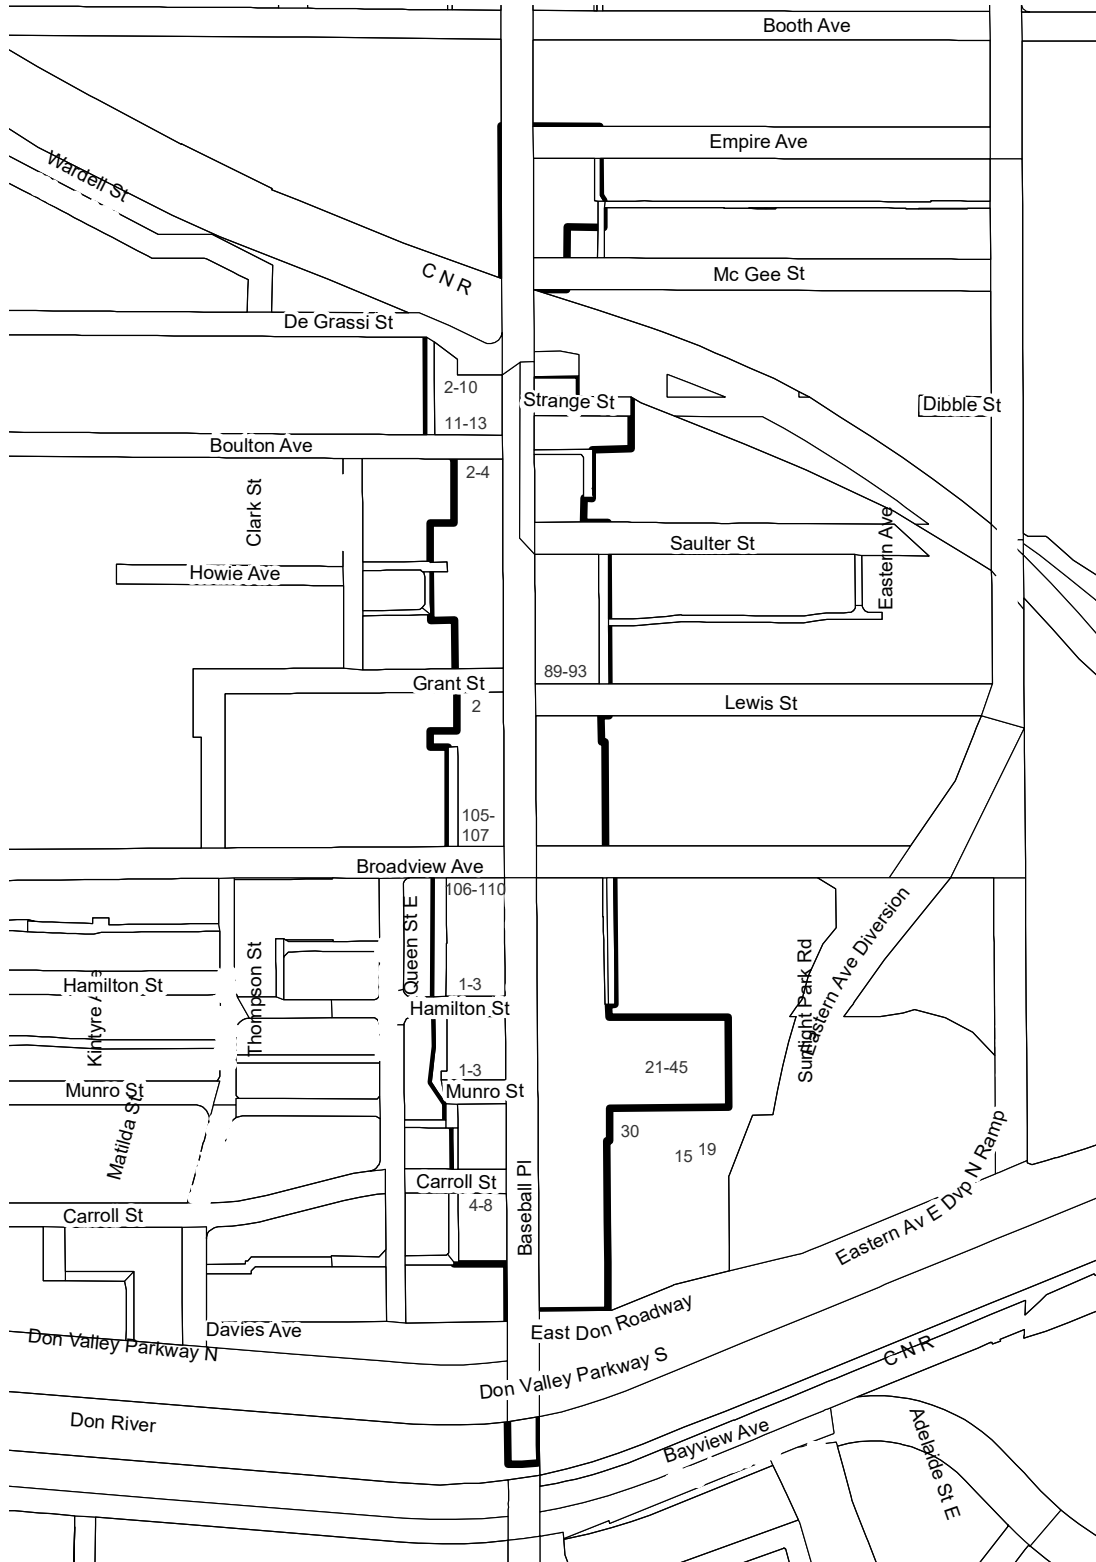 Booth Ave
Empire Ave
Wardell St
C N R
Mc Gee St
De Grassi St
2-10
Strange St
Dibble St
11-13
Boulton Ave
2-4
Clark St
Saulter St
Eastern Ave
Howie Ave
89-93
Grant St
2
Lewis St
105-
107
Broadview Ave
106-110
Queen St E
Thompson St
Eastern Ave Diversion
Sunlight Park Rd
Hamilton St
1-3
Hamilton St
Kintyre Ave
1-3
21-45
Munro St
Munro St
Matilda St
30
15
19
Carroll St
4-8
Baseball Pl
Carroll St
Eastern Av E Dvp N Ramp
Davies Ave
East Don Roadway
Don Valley Parkway N
Don Valley Parkway S
C N R
Don River
Bayview Ave
Adelaide St E